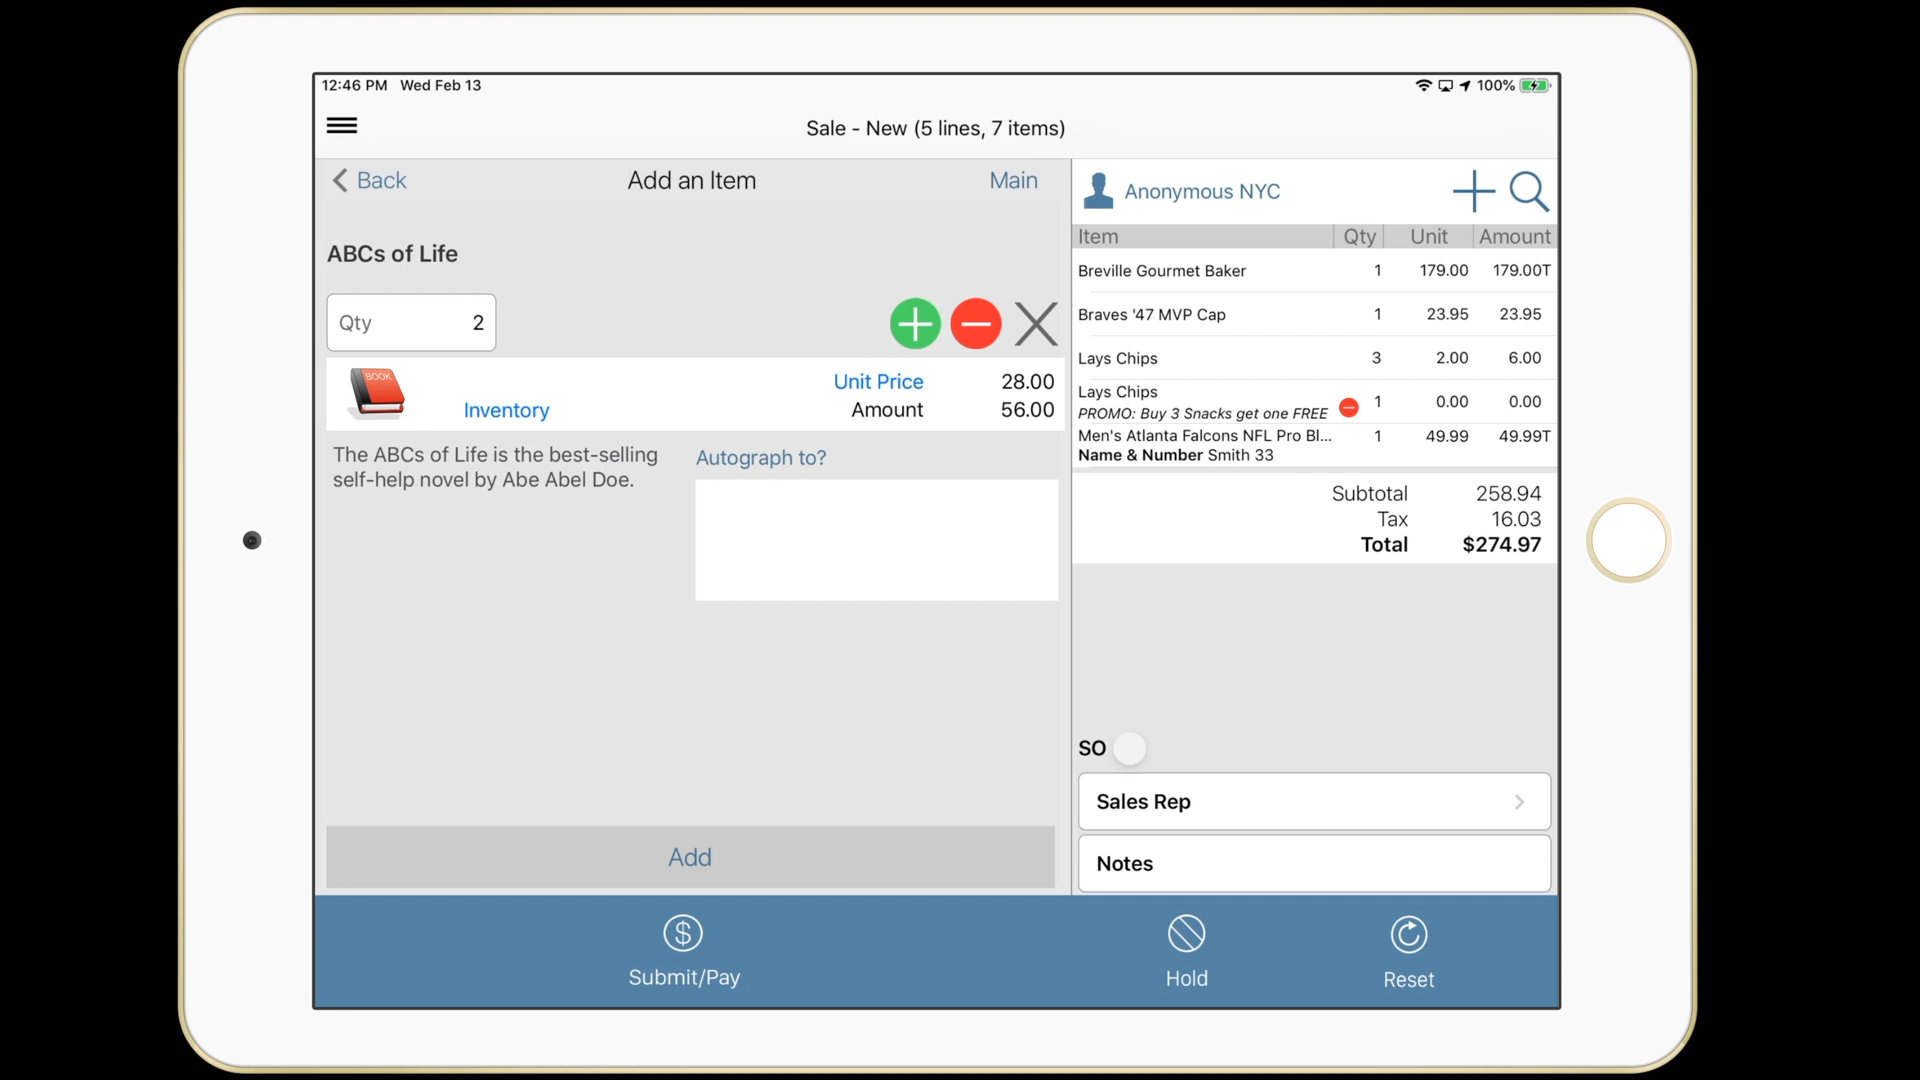 12:46 PM Wed Feb 13
100%
Sale - New (5 lines, 7 items)
Back
Add an Item
Main
ABCs of Life
Qty 2
BOOK
Inventory
Unit Price 28.00
Amount 56.00
The ABCs of Life is the best-selling
self-help novel by Abe Abel Doe.
Autograph to?
Add
Anonymous NYC
Item Qty Unit Amount
Breville Gourmet Baker 1 179.00 179.00T
Braves '47 MVP Cap 1 23.95 23.95
Lays Chips 3 2.00 6.00
Lays Chips
PROMO: Buy 3 Snacks get one FREE 1 0.00 0.00
Men's Atlanta Falcons NFL Pro Bl... 1 49.99 49.99T
Name & Number Smith 33
Subtotal 258.94
Tax 16.03
Total $274.97
SO
Sales Rep
Notes
Submit/Pay
Hold
Reset